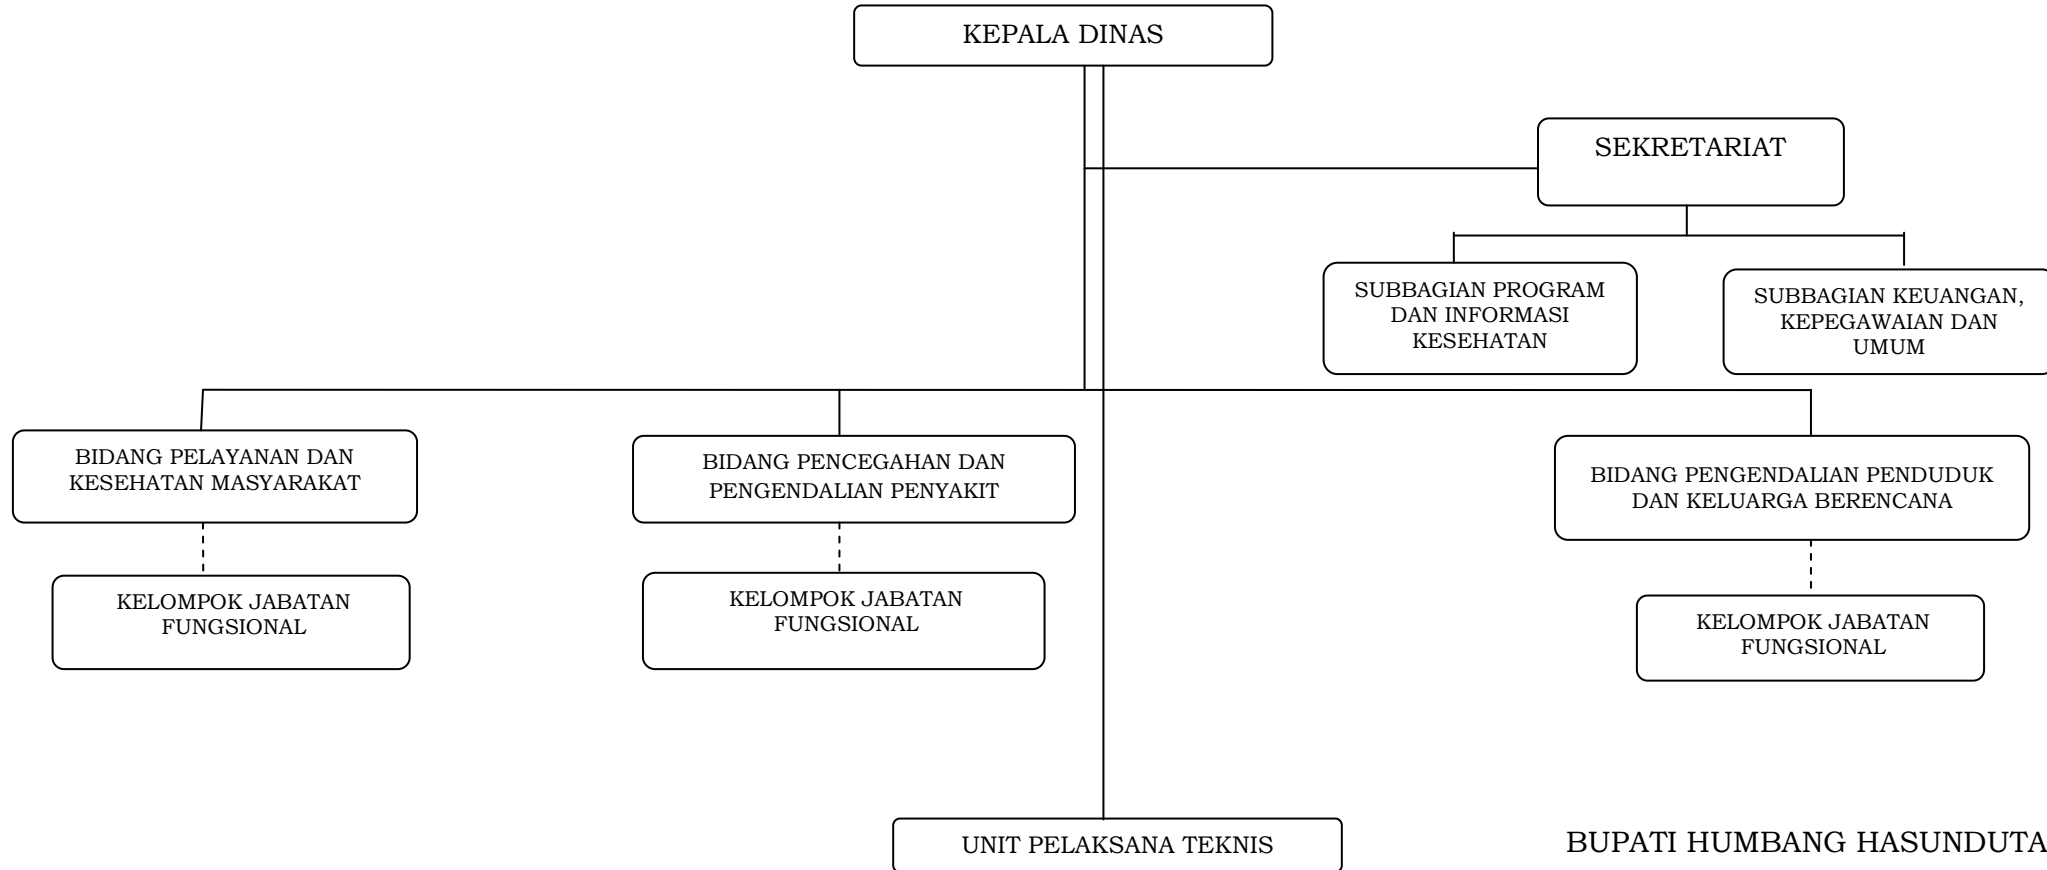 KEPALA DINAS
SEKRETARIAT
SUBBAGIAN PROGRAM
DAN INFORMASI
KESEHATAN
SUBBAGIAN KEUANGAN,
KEPEGAWAIAN DAN
UMUM
BIDANG PELAYANAN DAN
KESEHATAN MASYARAKAT
BIDANG PENCEGAHAN DAN
PENGENDALIAN PENYAKIT
BIDANG PENGENDALIAN PENDUDUK
DAN KELUARGA BERENCANA
KELOMPOK JABATAN
FUNGSIONAL
KELOMPOK JABATAN
FUNGSIONAL
KELOMPOK JABATAN
FUNGSIONAL
UNIT PELAKSANA TEKNIS
BUPATI HUMBANG HASUNDUTA